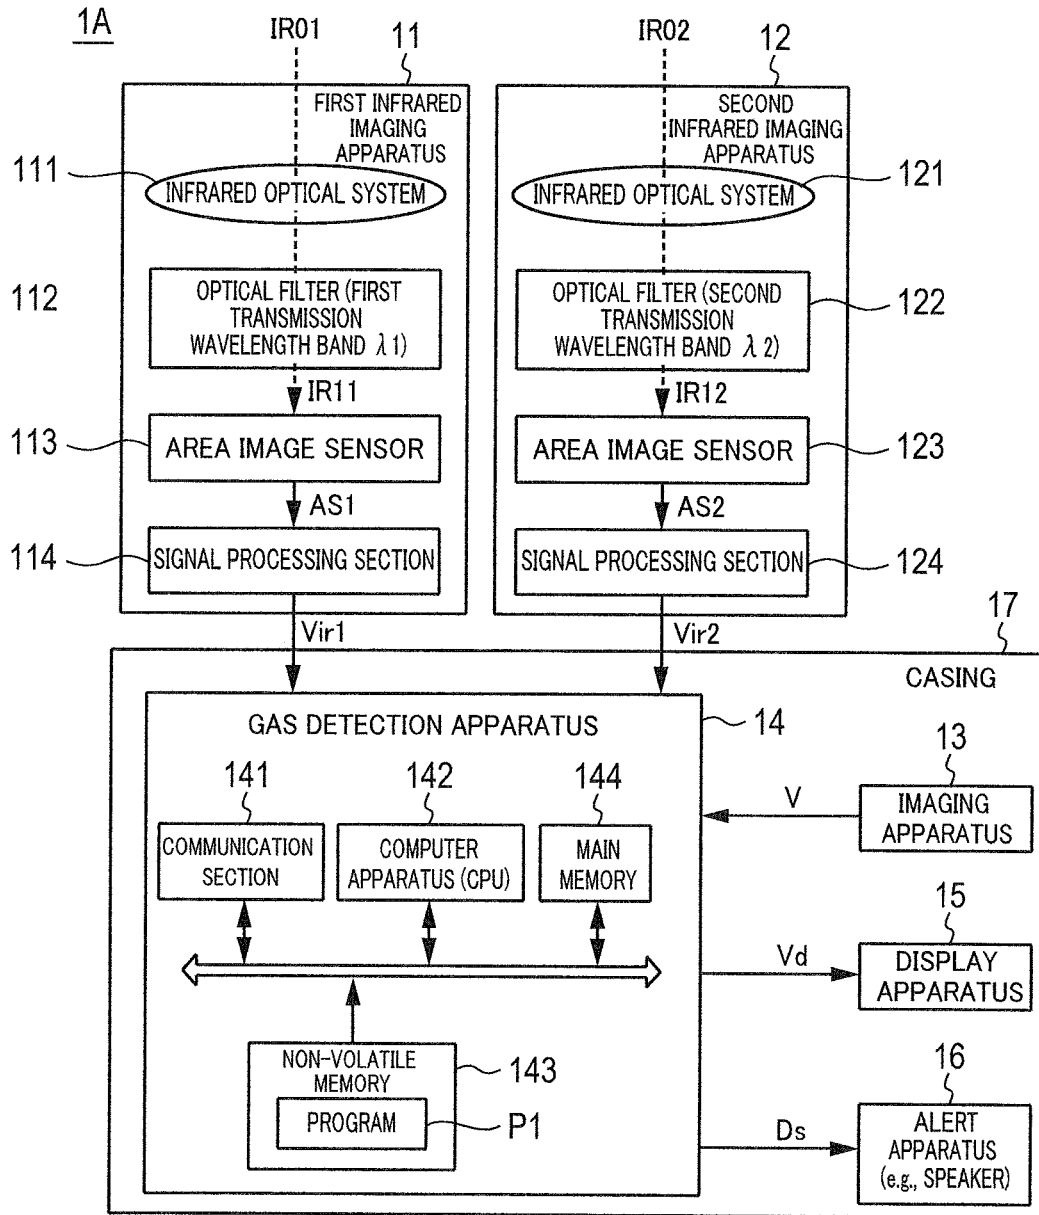 1A
IR01
IR02
11
12
FIRST INFRARED
IMAGING
APPARATUS
SECOND
INFRARED IMAGING
APPARATUS
111
INFRARED OPTICAL SYSTEM
INFRARED OPTICAL SYSTEM
121
112
OPTICAL FILTER (FIRST
TRANSMISSION
WAVELENGTH BAND λ1)
OPTICAL FILTER (SECOND
TRANSMISSION
WAVELENGTH BAND λ2)
122
IR11
IR12
113
AREA IMAGE SENSOR
AREA IMAGE SENSOR
123
AS1
AS2
114
SIGNAL PROCESSING SECTION
SIGNAL PROCESSING SECTION
124
Vir1
Vir2
17
CASING
GAS DETECTION APPARATUS
14
141
142
144
13
COMMUNICATION
SECTION
COMPUTER
APPARATUS (CPU)
MAIN
MEMORY
V
IMAGING
APPARATUS
15
Vd
DISPLAY
APPARATUS
NON-VOLATILE
MEMORY
143
PROGRAM
P1
16
Ds
ALERT
APPARATUS
(e.g., SPEAKER)